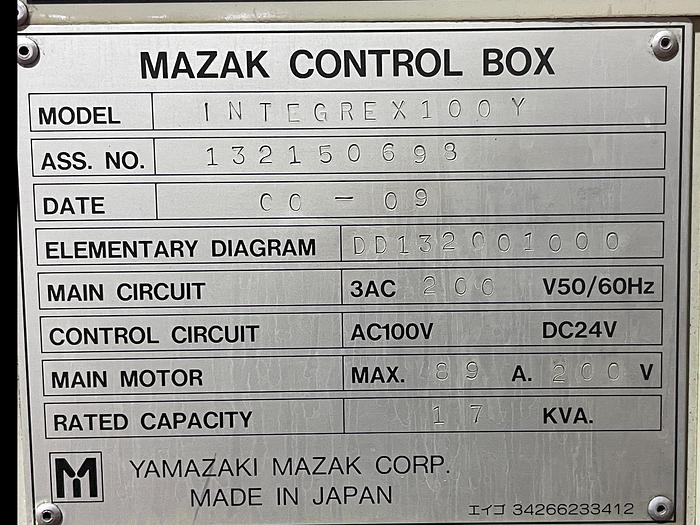 MAZAK CONTROL BOX
MODEL INTEGREX100Y
ASS. NO. 132150698
DATE 00-09
ELEMENTARY DIAGRAM DD132001000
MAIN CIRCUIT 3AC 200 V50/60Hz
CONTROL CIRCUIT AC100V DC24V
MAIN MOTOR MAX. 89 A. 200 V
RATED CAPACITY 17 KVA.
YAMAZAKI MAZAK CORP.
MADE IN JAPAN
エイゴ 34266233412